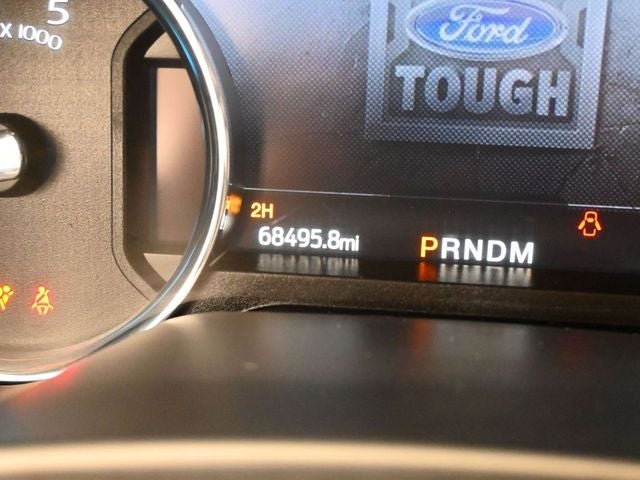 5
X 1000
Ford
TOUGH
2H
68495.8mi
PRNDM